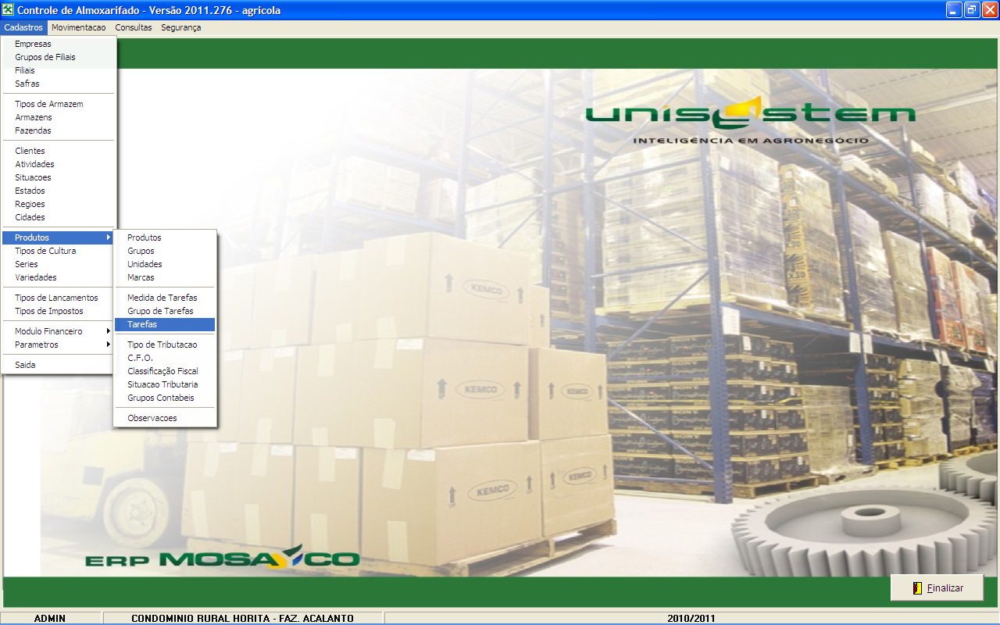 Controle de Almoxarifado - Versão 2011.276 - agricola
Cadastros Movimentacao Consultas Segurança
Empresas
Grupos de Filiais
Filiais
Safras
Tipos de Armazem
Armazens
Fazendas
Clientes
Atividades
Situacoes
Estados
Regioes
Cidades
Produtos
Tipos de Cultura
Series
Variedades
Tipos de Lancamentos
Tipos de Impostos
Modulo Financeiro
Parametros
Saida
Produtos
Grupos
Unidades
Marcas
Medida de Tarefas
Grupo de Tarefas
Tarefas
Tipo de Tributacao
C.F.O.
Classificação Fiscal
Situacao Tributaria
Grupos Contabeis
Observacoes
unisystem
INTELIGÊNCIA EM AGRONEGÓCIO
KEMCO
KEMCO
KEMCO
KEMCO
KEMCO
ERP MOSAYCO
Finalizar
ADMIN CONDOMINIO RURAL HORITA - FAZ. ACALANTO 2010/2011